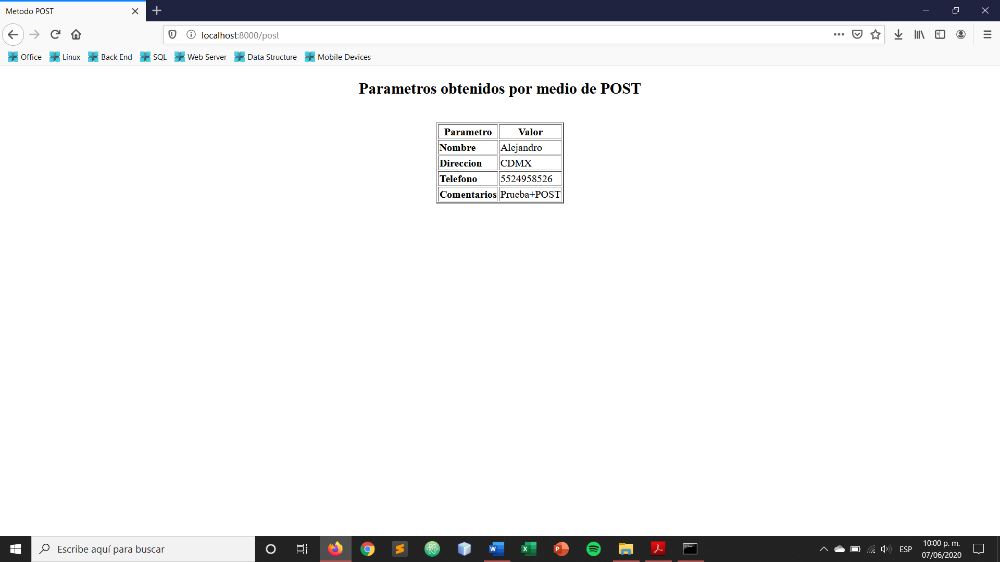 Metodo POST
localhost:8000/post
Office Linux Back End SQL Web Server Data Structure Mobile Devices
Parametros obtenidos por medio de POST
Parametro Valor
Nombre Alejandro
Direccion CDMX
Telefono 5524958526
Comentarios Prueba+POST
Escribe aquí para buscar
ESP
10:00 p. m.
07/06/2020